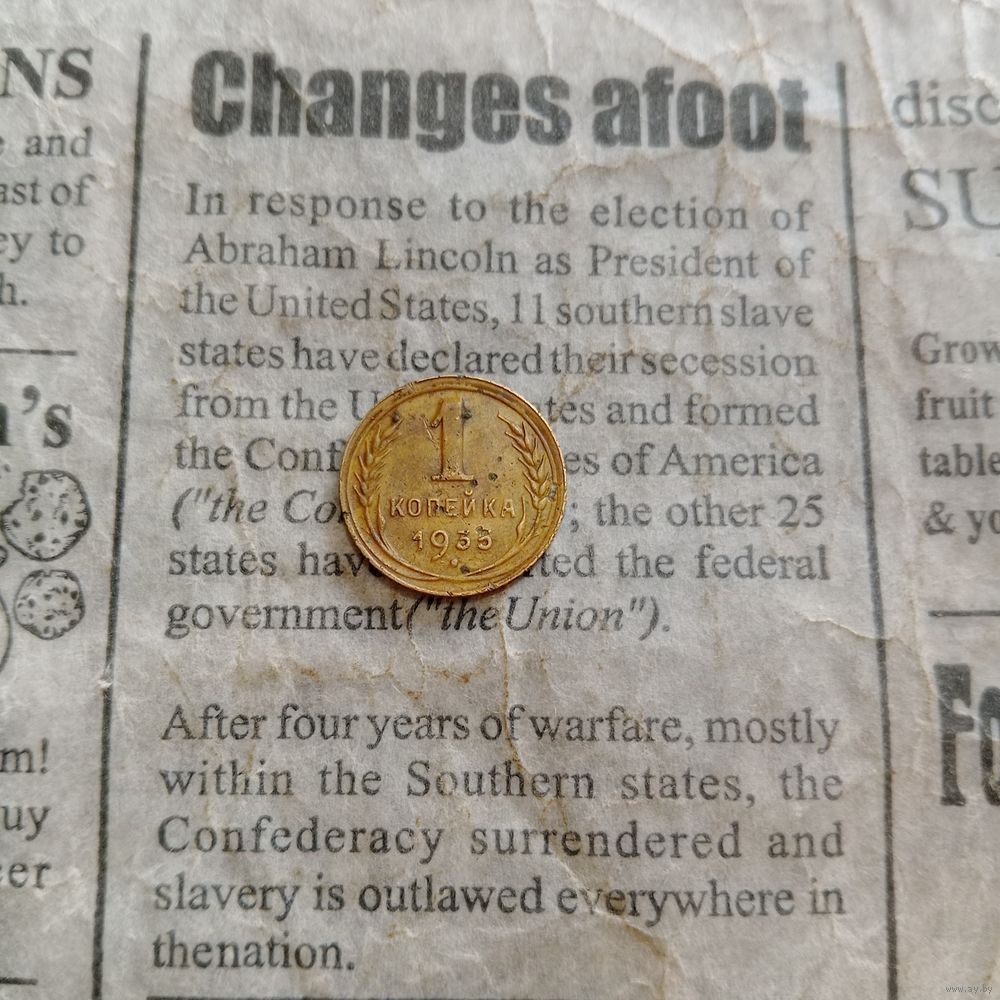 NS
and
ast of
ey to
h.
's
m!
uy
eer
Changes afoot
In response to the election of
Abraham Lincoln as President of
the United States, 11 southern slave
states have declared their secession
from the U tes and formed
the Conf es of America
("the Co ; the other 25
states hav ted the federal
government ("the Union").
After four years of warfare, mostly
within the Southern states, the
Confederacy surrendered and
slavery is outlawed everywhere in
thenation.
1
КОПЕЙКА
1935
disc
SU
Grow
fruit
table
& yo
Fo
www.ay.by